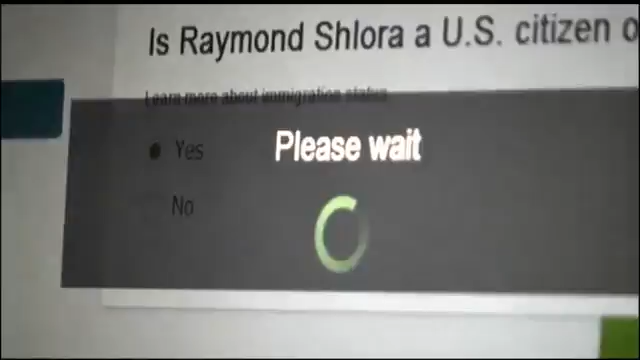 Is Raymond Shlora a U.S. citizen o
Learn more about immigration status
Yes
Please wait
No